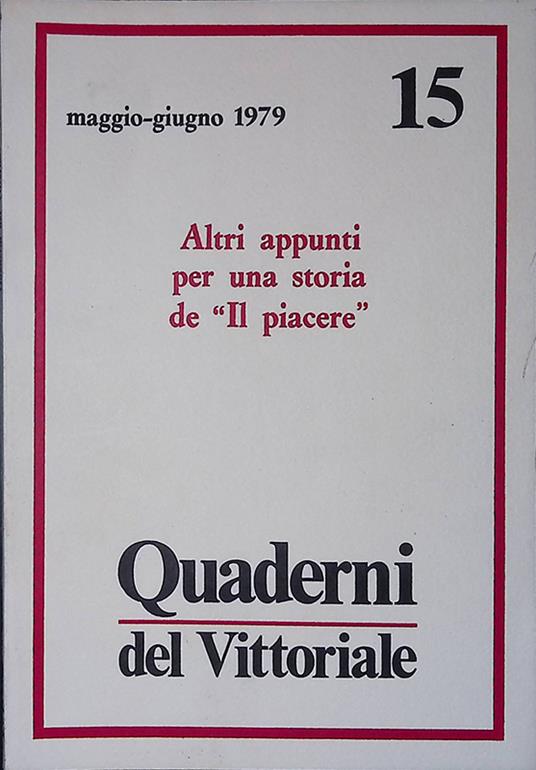 maggio-giugno 1979
15
Altri appunti
per una storia
de “Il piacere”
Quaderni
del Vittoriale